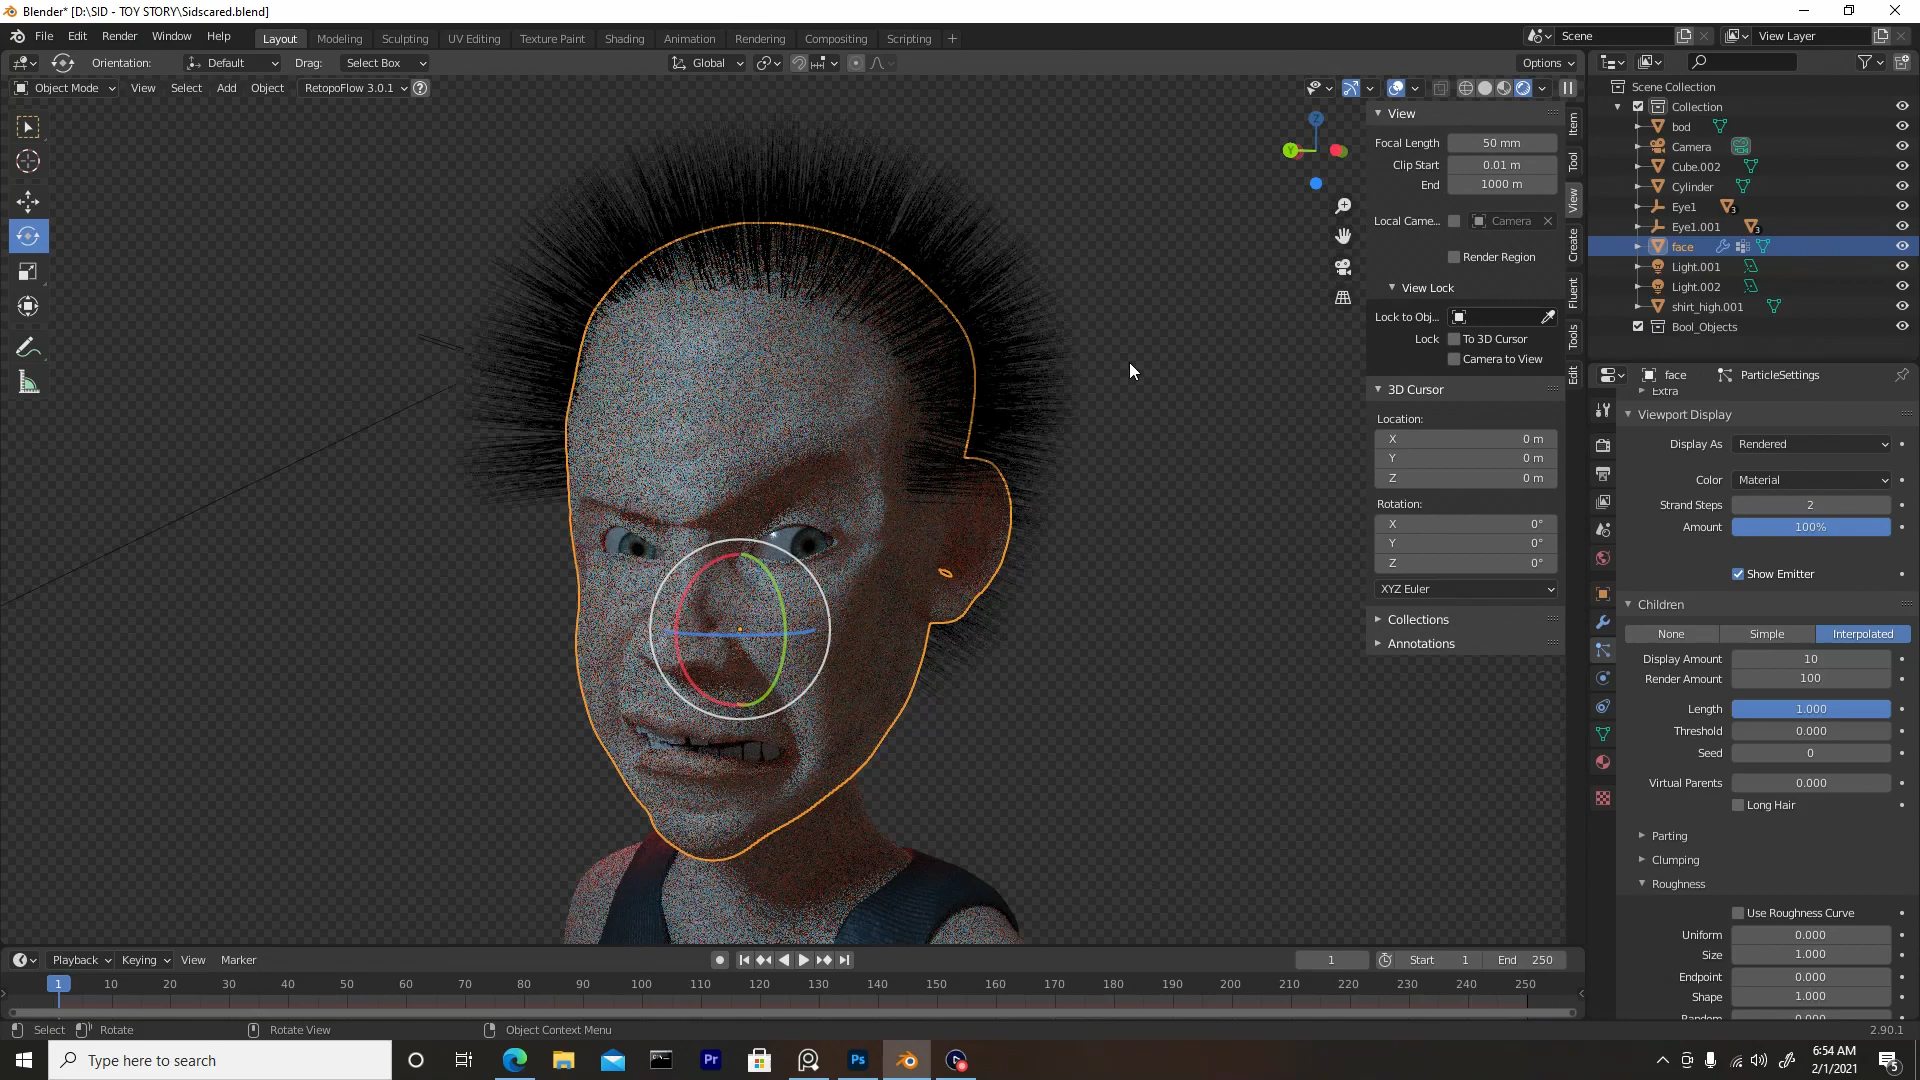 Blender* [D:\SID - TOY STORY\Sidscared.blend]
File Edit Render Window Help Layout Modeling Sculpting UV Editing Texture Paint Shading Animation Rendering Compositing Scripting + Scene View Layer
Orientation: Default Drag: Select Box Global Options
Object Mode View Select Add Object RetopoFlow 3.0.1 ?
Scene Collection
Collection
bod
Camera
Cube.002
Cylinder
Eye1 3
Eye1.001 3
face
Light.001
Light.002
shirt_high.001
Bool_Objects
Z
Y
View
Focal Length 50 mm
Clip Start 0.01 m
End 1000 m
Local Came... Camera
Render Region
View Lock
Lock to Obj...
Lock To 3D Cursor
Camera to View
3D Cursor
Location:
X 0 m
Y 0 m
Z 0 m
Rotation:
X 0°
Y 0°
Z 0°
XYZ Euler
Collections
Annotations
Item
Tool
View
Create
Fluent
Tools
Edit
face ParticleSettings
Extra
Viewport Display
Display As Rendered
Color Material
Strand Steps 2
Amount 100%
Show Emitter
Children
None Simple Interpolated
Display Amount 10
Render Amount 100
Length 1.000
Threshold 0.000
Seed 0
Virtual Parents 0.000
Long Hair
Parting
Clumping
Roughness
Use Roughness Curve
Uniform 0.000
Size 1.000
Endpoint 0.000
Shape 1.000
Random 0.000
Playback Keying View Marker 1 Start 1 End 250
1 10 20 30 40 50 60 70 80 90 100 110 120 130 140 150 160 170 180 190 200 210 220 230 240 250
Select Rotate Rotate View Object Context Menu 2.90.1
Type here to search Pr Ps 6:54 AM
2/1/2021 5